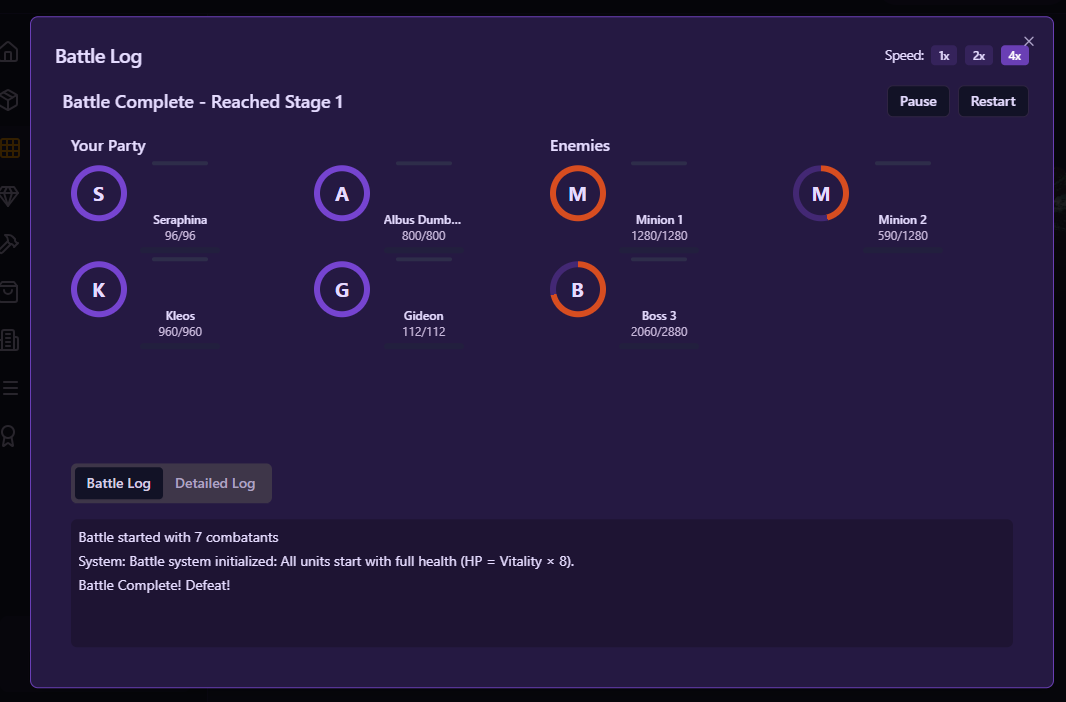 Battle Log
Speed: 1x 2x 4x
Battle Complete - Reached Stage 1
Pause Restart
Your Party
Enemies
S
Seraphina
96/96
A
Albus Dumb...
800/800
M
Minion 1
1280/1280
M
Minion 2
590/1280
K
Kleos
960/960
G
Gideon
112/112
B
Boss 3
2060/2880
Battle Log Detailed Log
Battle started with 7 combatants
System: Battle system initialized: All units start with full health (HP = Vitality × 8).
Battle Complete! Defeat!